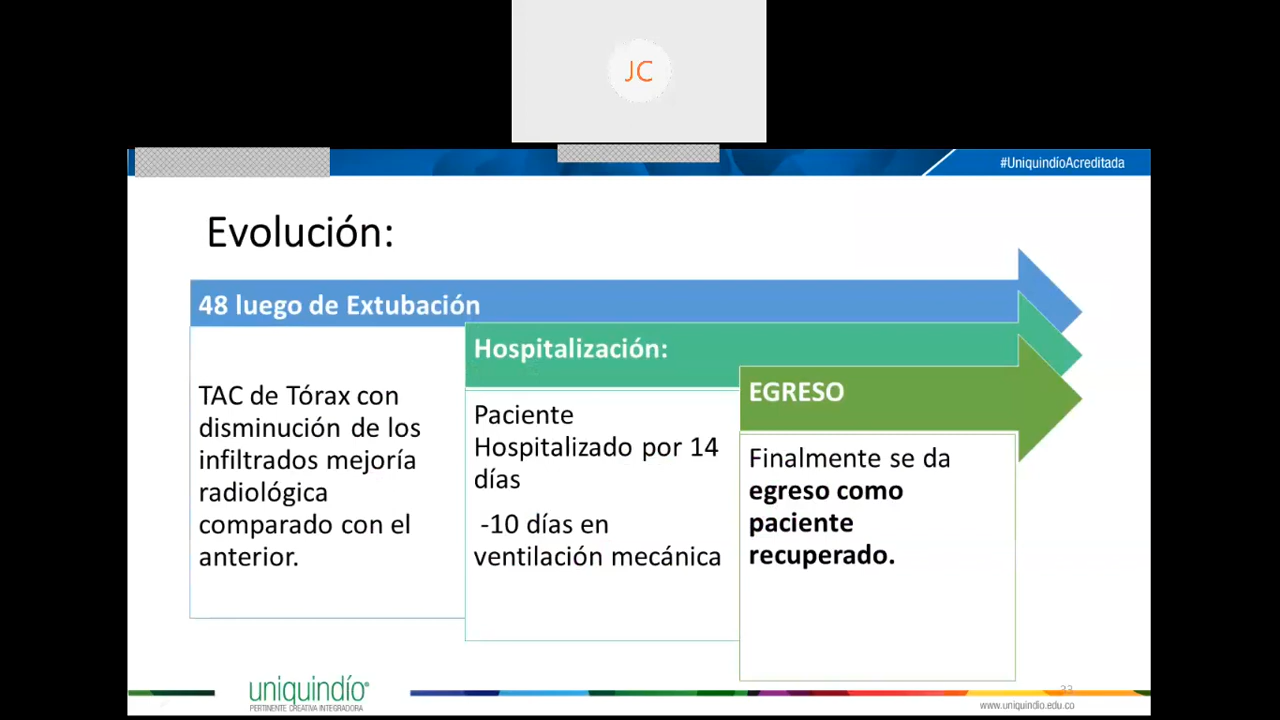 JC
#UniquindíoAcreditada
Evolución:
48 luego de Extubación
TAC de Tórax con
disminución de los
infiltrados mejoría
radiológica
comparado con el
anterior.
Hospitalización:
Paciente
Hospitalizado por 14
días
-10 días en
ventilación mecánica
EGRESO
Finalmente se da
egreso como
paciente
recuperado.
uniquindío
PERTINENTE CREATIVA INTEGRADORA
www.uniquindio.edu.co